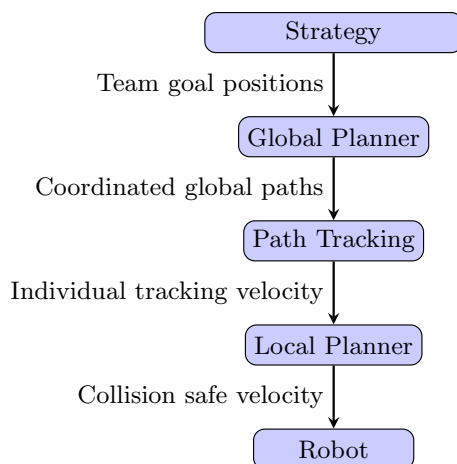 Strategy
Team goal positions
Global Planner
Coordinated global paths
Path Tracking
Individual tracking velocity
Local Planner
Collision safe velocity
Robot